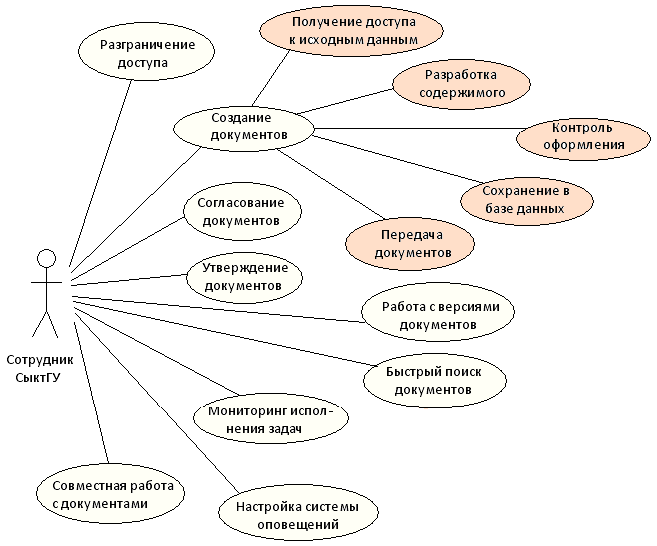 Получение доступа
к исходным данным
Разграничение
доступа
Разработка
содержимого
Создание
документов
Контроль
оформления
Сохранение в
базе данных
Согласование
документов
Передача
документов
Утверждение
документов
Работа с версиями
документов
Сотрудник
СыктГУ
Быстрый поиск
документов
Мониторинг испол-
нения задач
Совместная работа
с документами
Настройка системы
оповещений